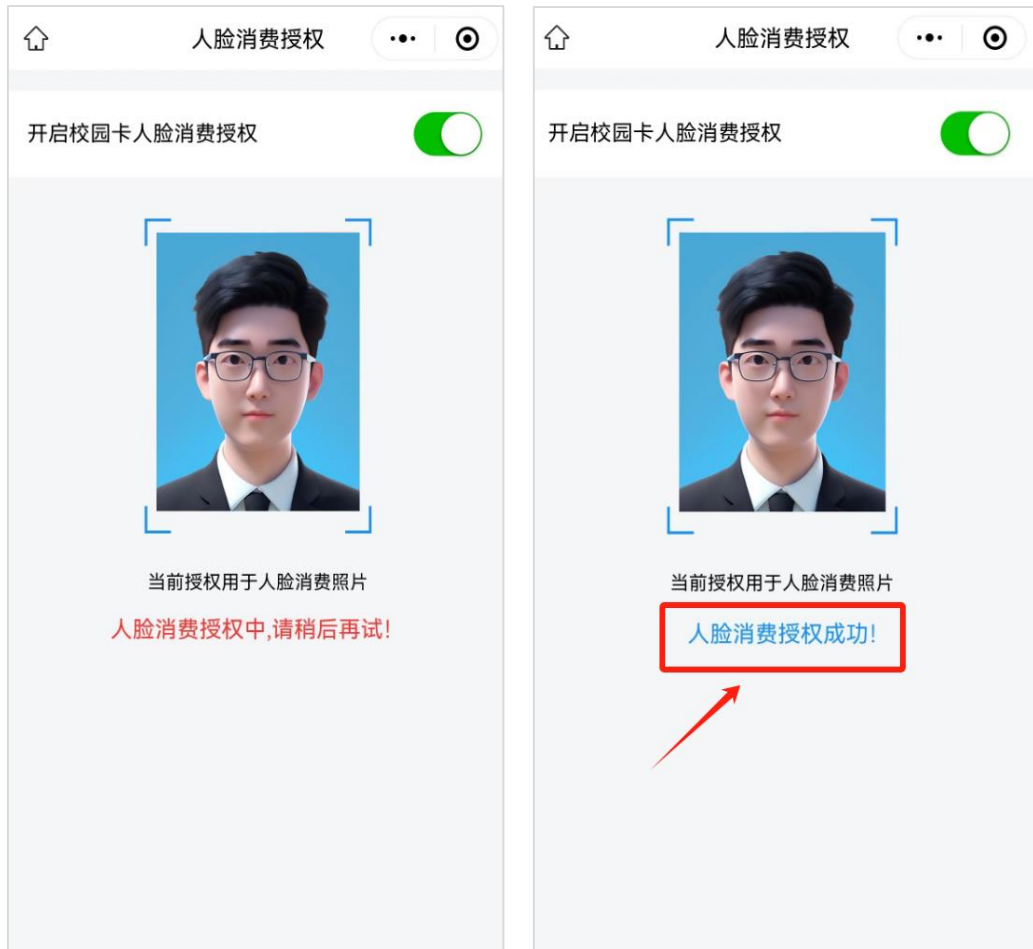 人脸消费授权
开启校园卡人脸消费授权
当前授权用于人脸消费照片
人脸消费授权中,请稍后再试!
人脸消费授权
开启校园卡人脸消费授权
当前授权用于人脸消费照片
人脸消费授权成功!